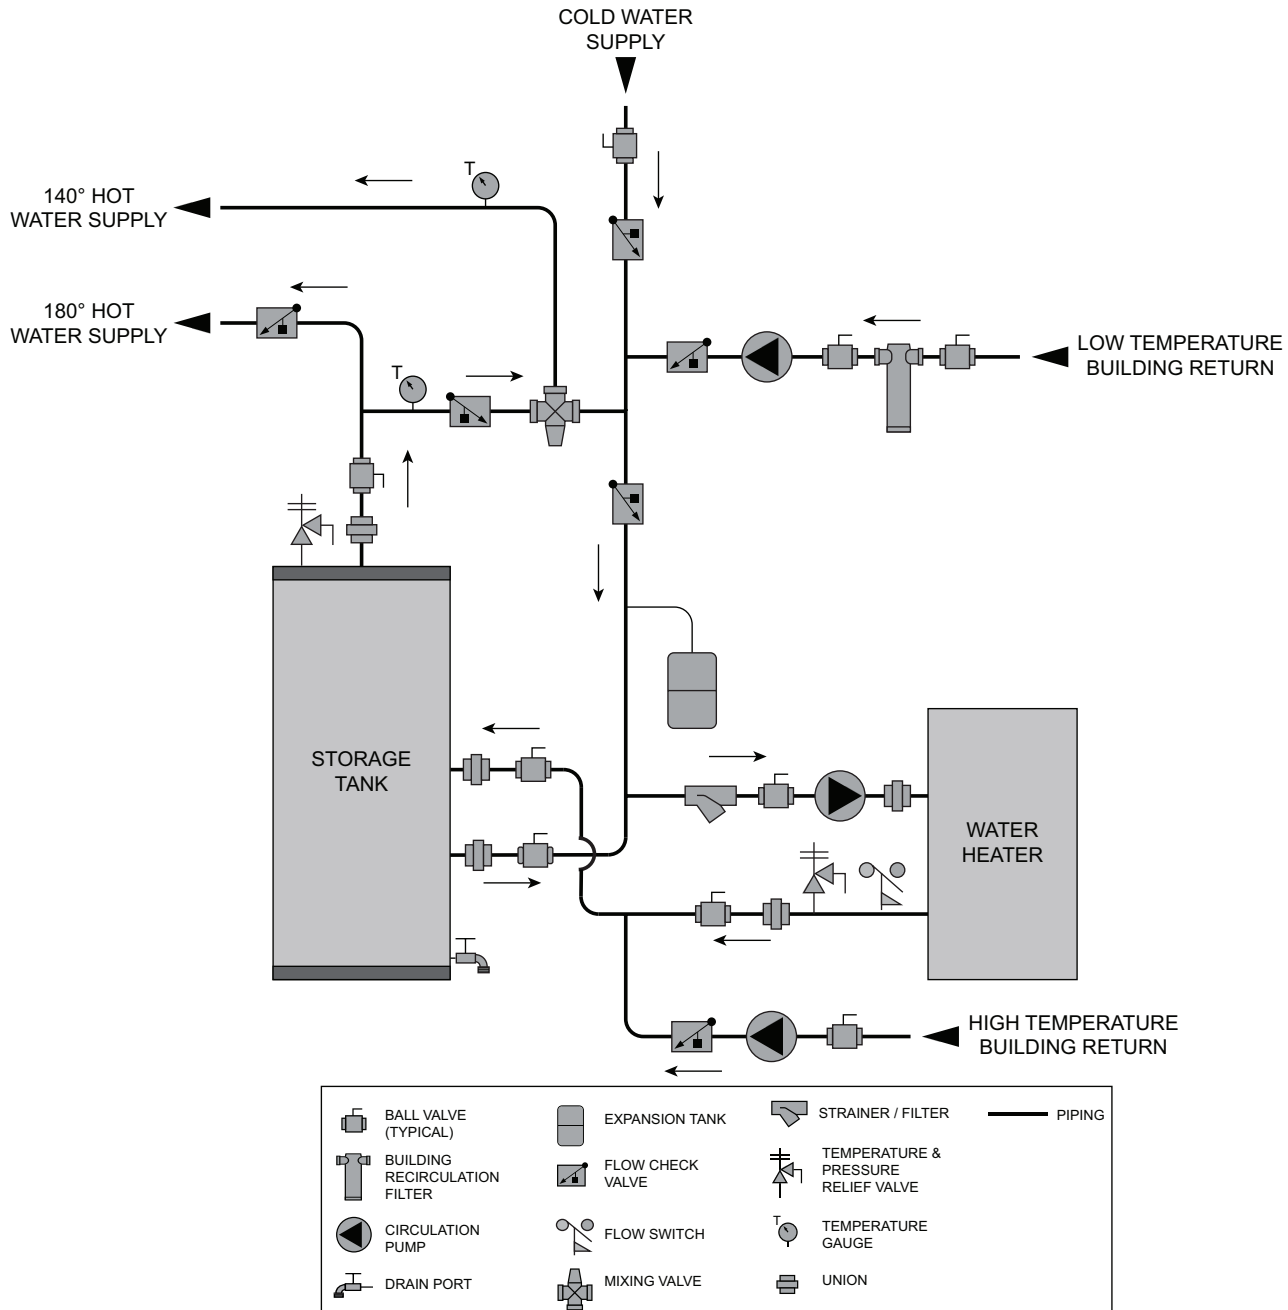 COLD WATER
SUPPLY
T
140° HOT
WATER SUPPLY
180° HOT
WATER SUPPLY
T
LOW TEMPERATURE
BUILDING RETURN
STORAGE
TANK
WATER
HEATER
HIGH TEMPERATURE
BUILDING RETURN
BALL VALVE
(TYPICAL)
BUILDING
RECIRCULATION
FILTER
CIRCULATION
PUMP
DRAIN PORT
EXPANSION TANK
FLOW CHECK
VALVE
FLOW SWITCH
MIXING VALVE
STRAINER / FILTER
TEMPERATURE &
PRESSURE
RELIEF VALVE
T
TEMPERATURE
GAUGE
UNION
PIPING